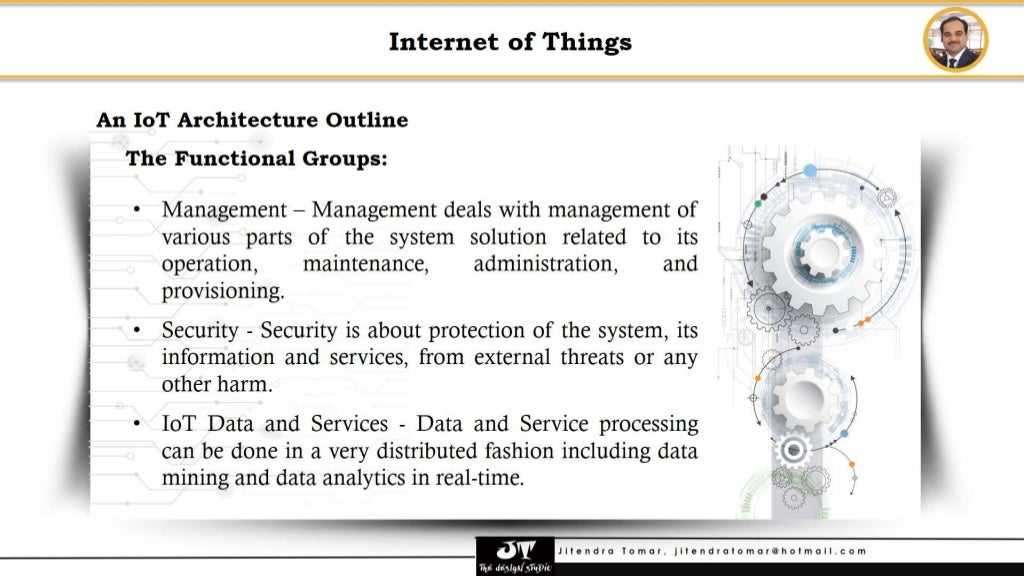 Internet of Things
An IoT Architecture Outline
The Functional Groups:
• Management – Management deals with management of
various parts of the system solution related to its
operation, maintenance, administration, and
provisioning.
• Security - Security is about protection of the system, its
information and services, from external threats or any
other harm.
• IoT Data and Services - Data and Service processing
can be done in a very distributed fashion including data
mining and data analytics in real-time.
JT
The design studio
Jitendra Tomar, jitendratomar@hotmail.com